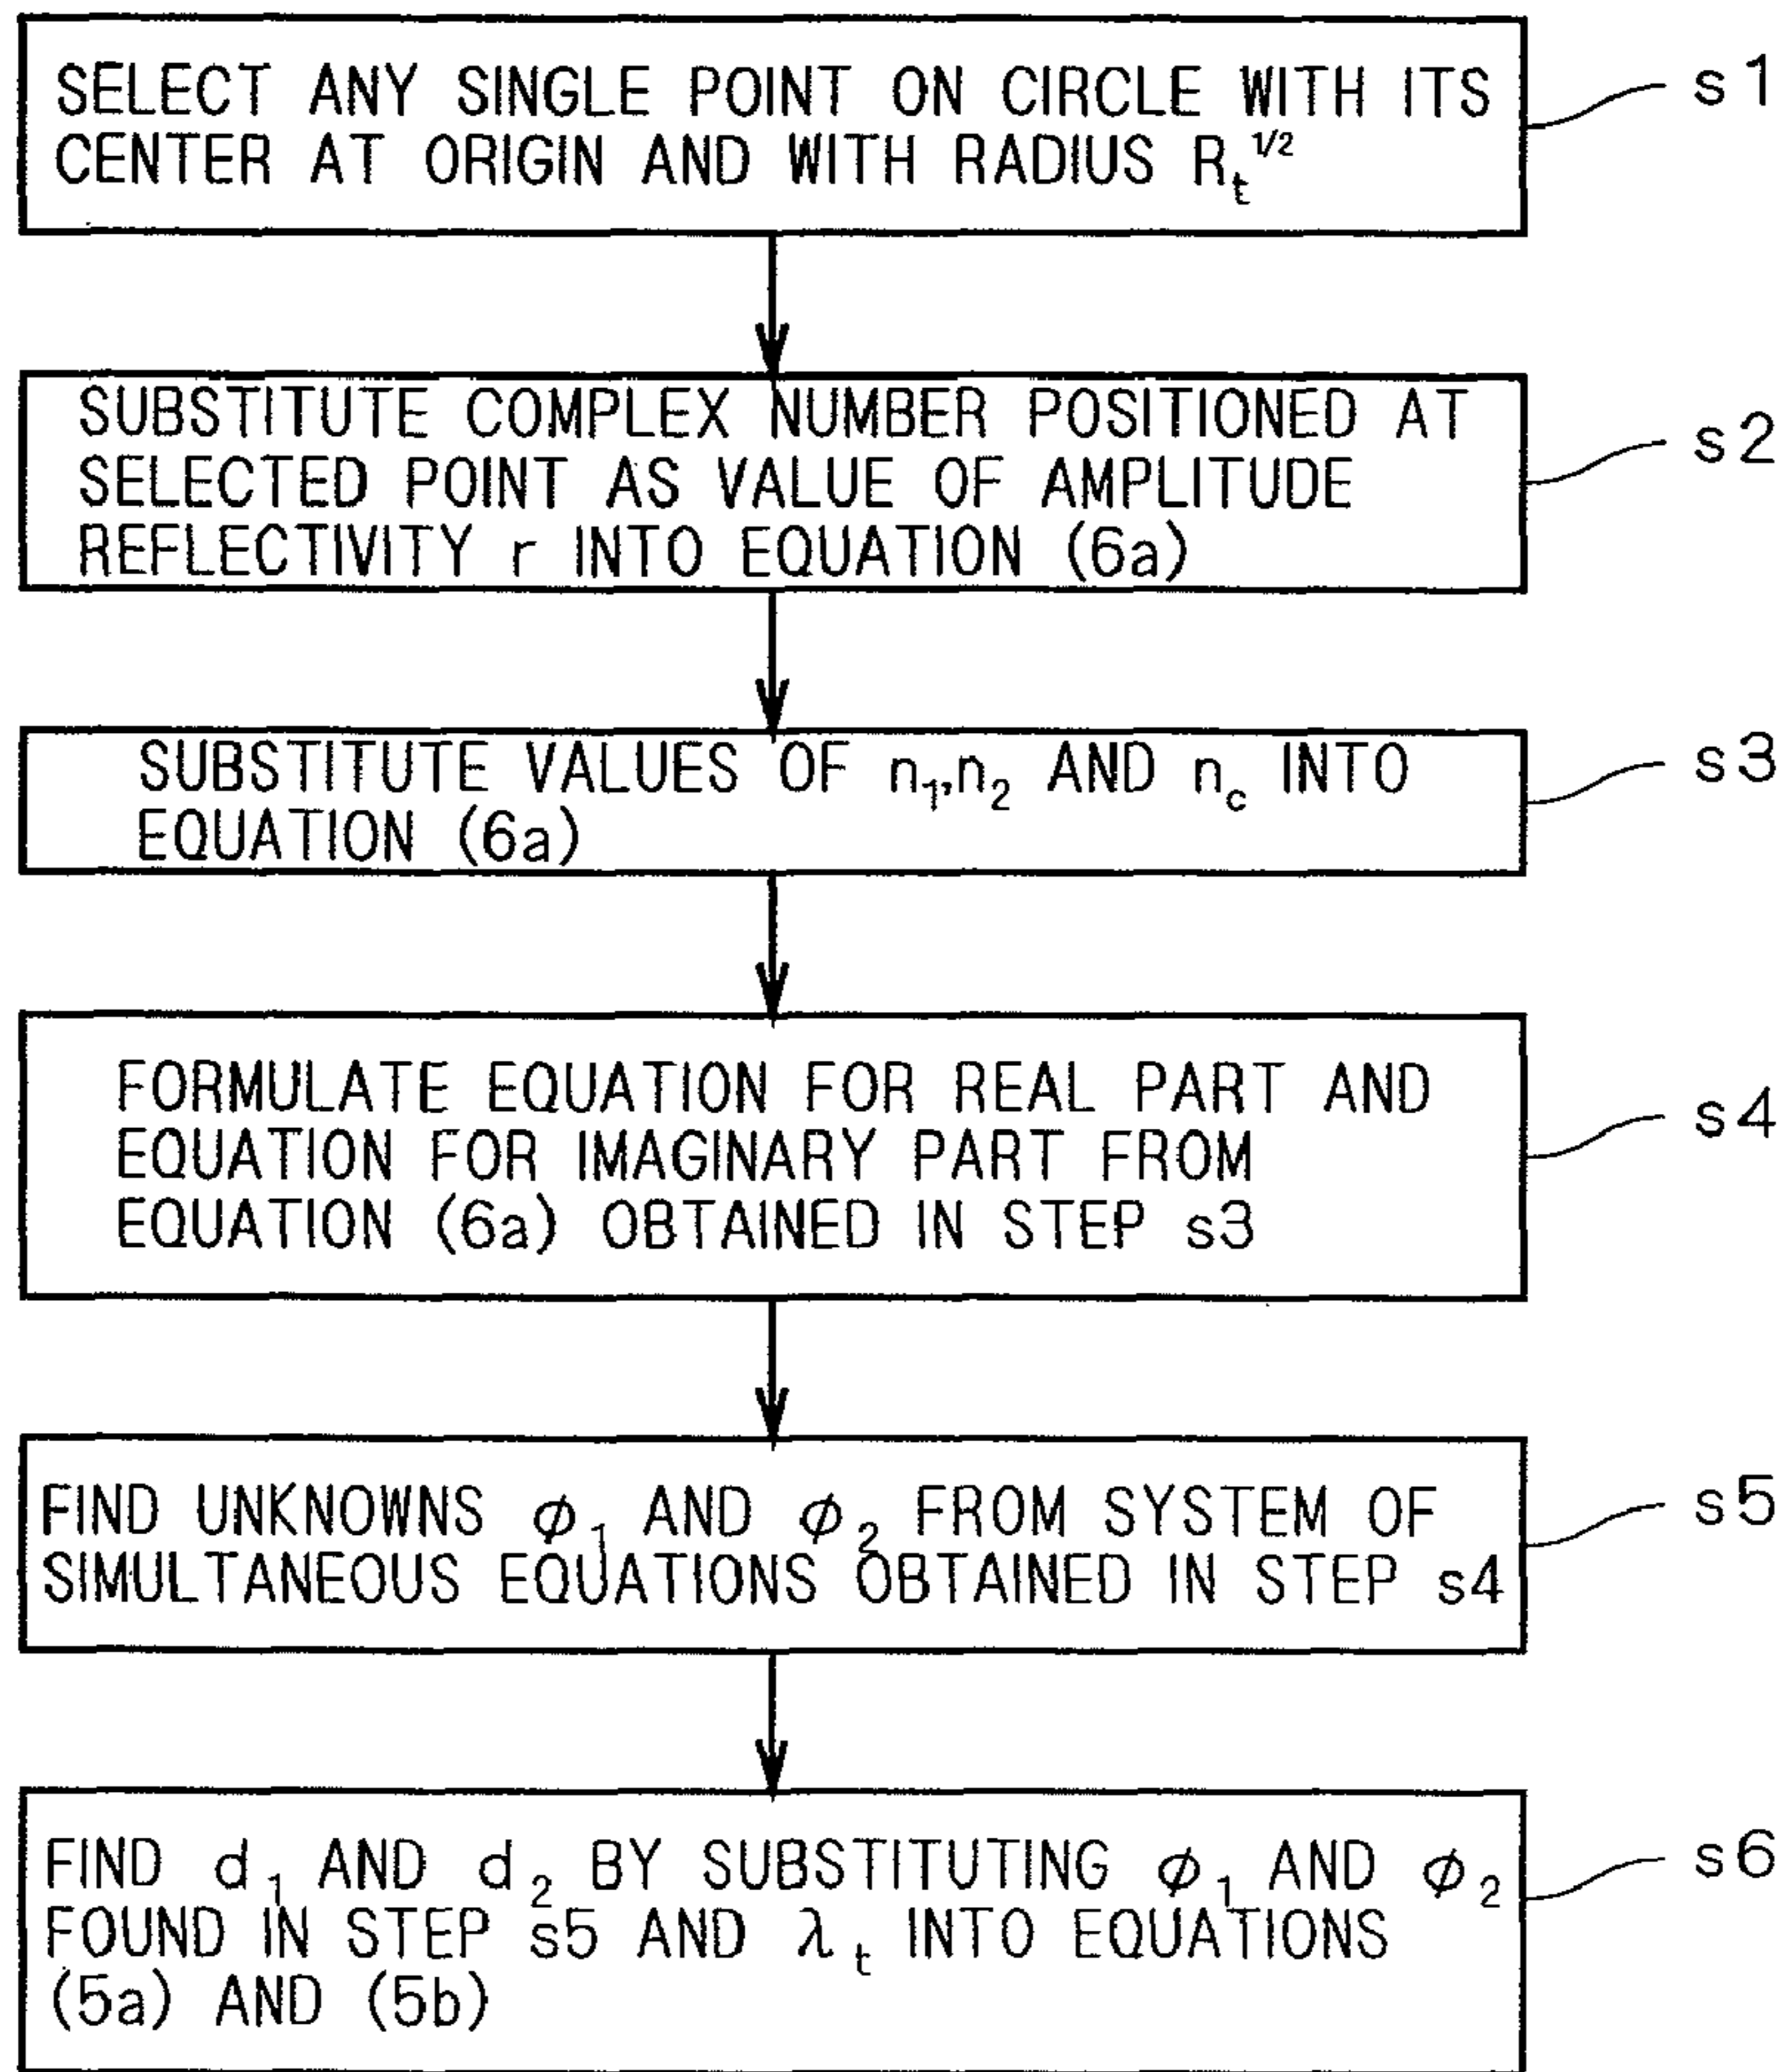 SELECT ANY SINGLE POINT ON CIRCLE WITH ITS
CENTER AT ORIGIN AND WITH RADIUS Rₜ^1/2
s1
SUBSTITUTE COMPLEX NUMBER POSITIONED AT
SELECTED POINT AS VALUE OF AMPLITUDE
REFLECTIVITY r INTO EQUATION (6a)
s2
SUBSTITUTE VALUES OF n₁,n₂ AND n_c INTO
EQUATION (6a)
s3
FORMULATE EQUATION FOR REAL PART AND
EQUATION FOR IMAGINARY PART FROM
EQUATION (6a) OBTAINED IN STEP s3
s4
FIND UNKNOWNS ϕ₁ AND ϕ₂ FROM SYSTEM OF
SIMULTANEOUS EQUATIONS OBTAINED IN STEP s4
s5
FIND d₁ AND d₂ BY SUBSTITUTING ϕ₁ AND ϕ₂
FOUND IN STEP s5 AND λₜ INTO EQUATIONS
(5a) AND (5b)
s6